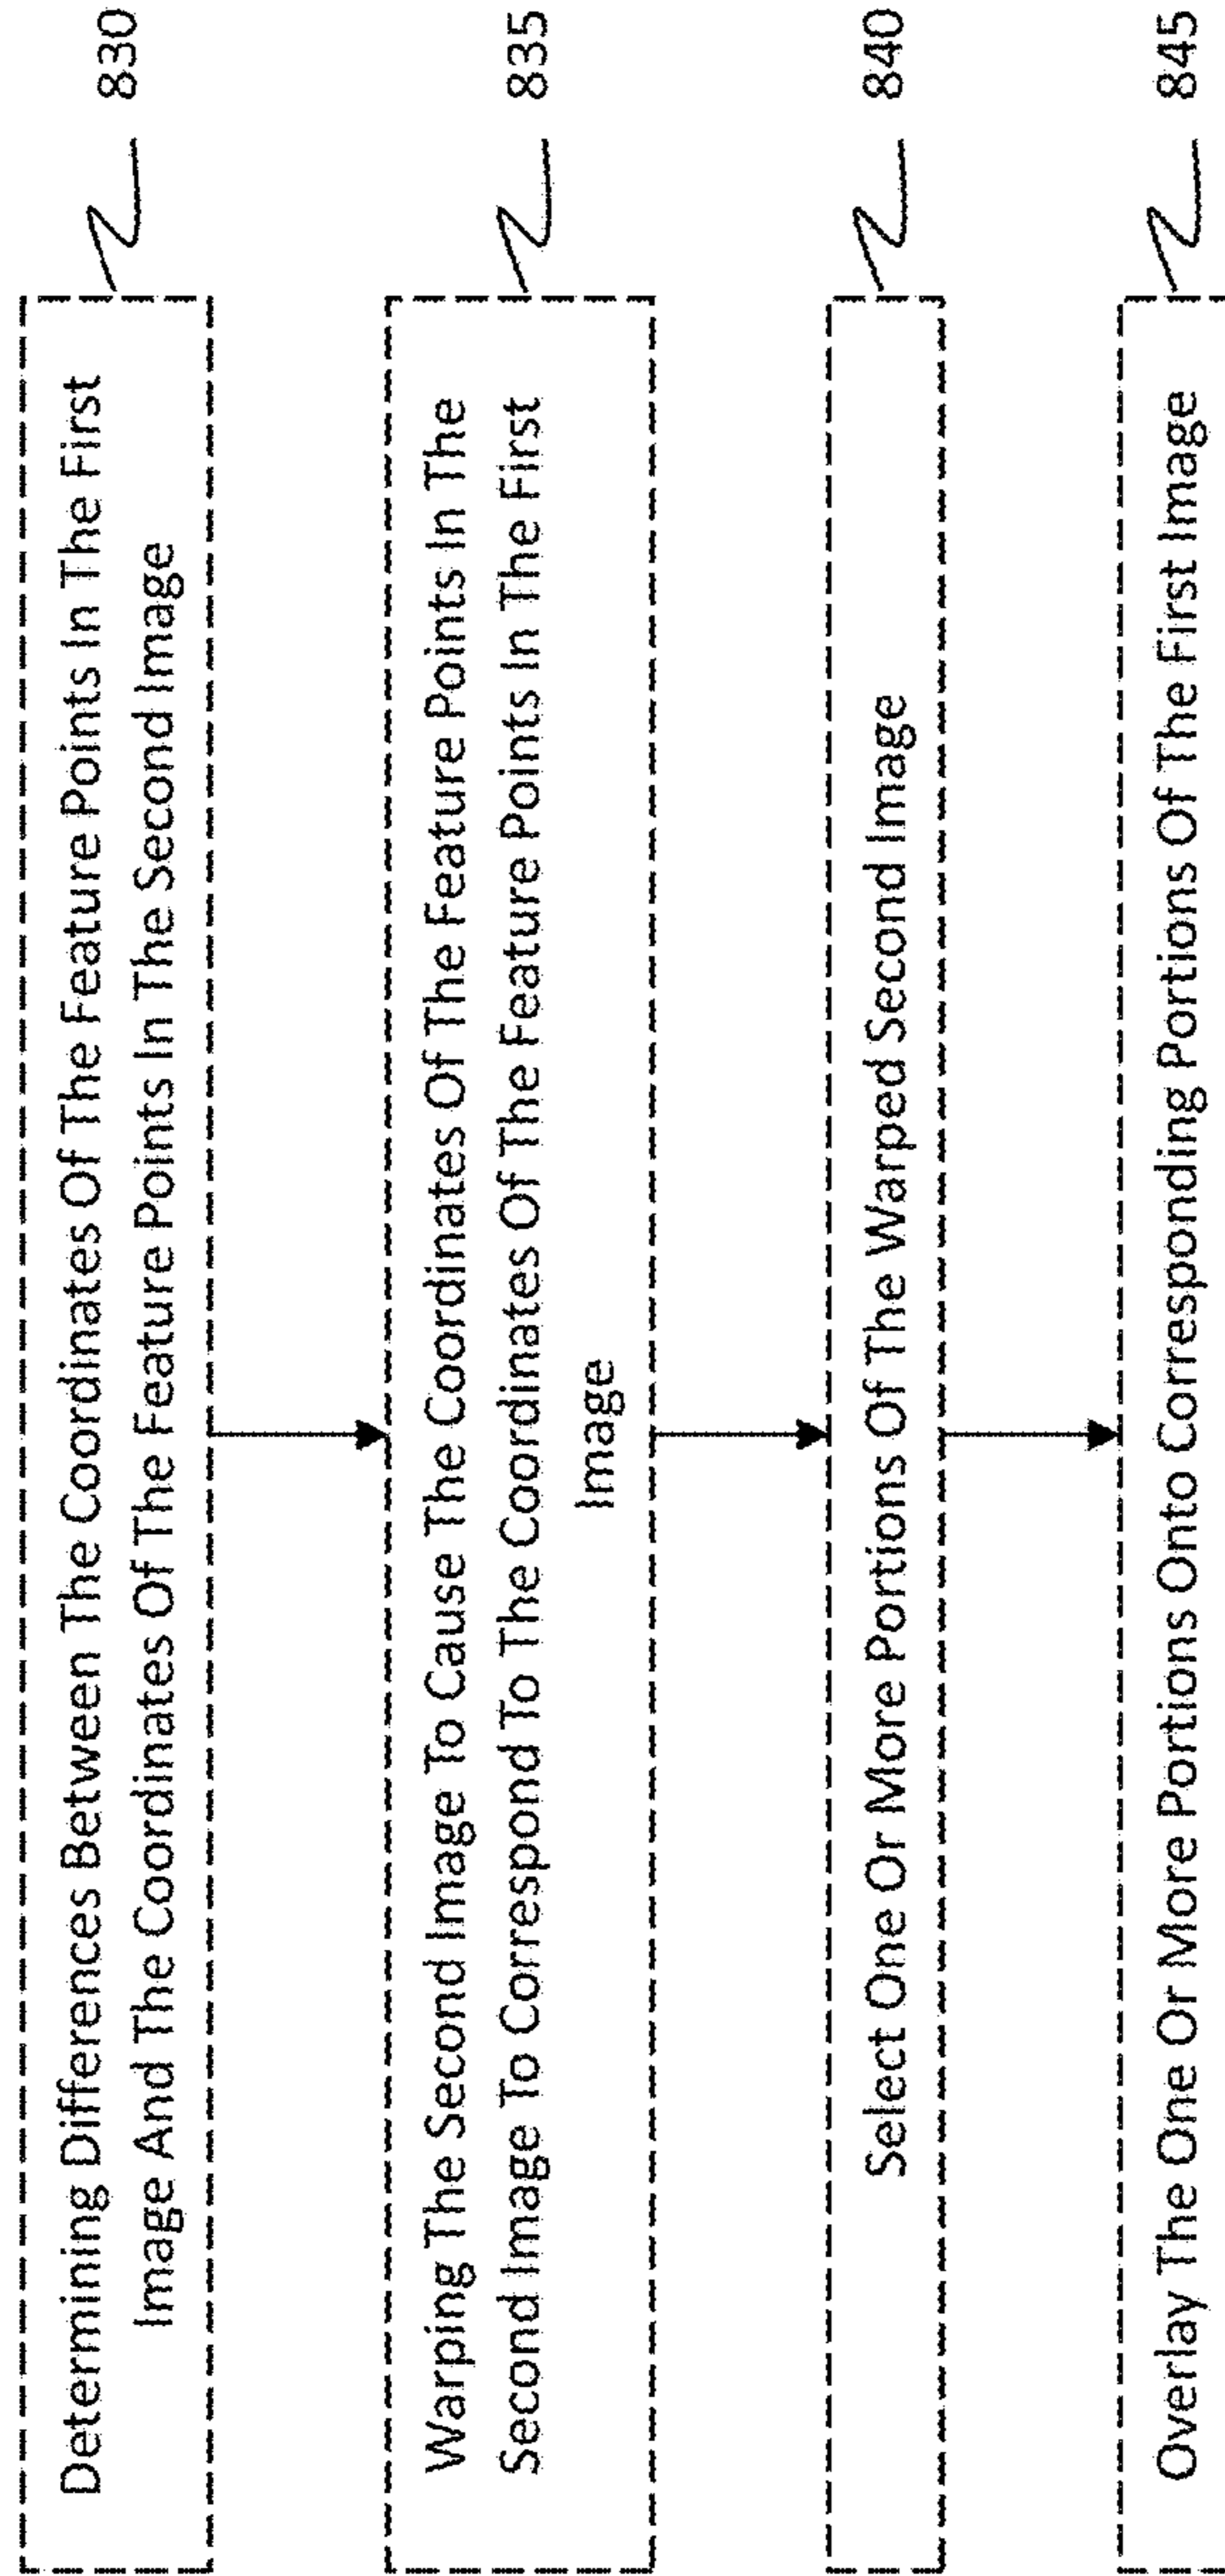 Determining Differences Between The Coordinates Of The Feature Points In The First
Image And The Coordinates Of The Feature Points In The Second Image
830
Warping The Second Image To Cause The Coordinates Of The Feature Points In The
Second Image To Correspond To The Coordinates Of The Feature Points In The First
Image
835
Select One Or More Portions Of The Warped Second Image
840
Overlay The One Or More Portions Onto Corresponding Portions Of The First Image
845